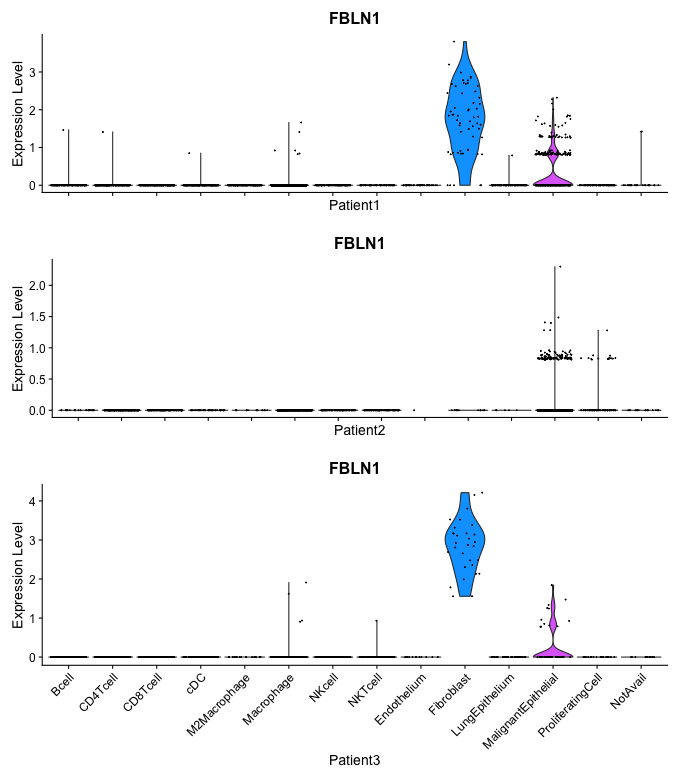 FBLN1
Expression Level
3
2
1
0
Patient1
FBLN1
Expression Level
2.0
1.5
1.0
0.5
0.0
Patient2
FBLN1
Expression Level
4
3
2
1
0
Bcell
CD4Tcell
CD8Tcell
cDC
M2Macrophage
Macrophage
NKcell
NKTcell
Endothelium
Fibroblast
LungEpithelium
MalignantEpithelial
ProliferatingCell
NotAvail
Patient3